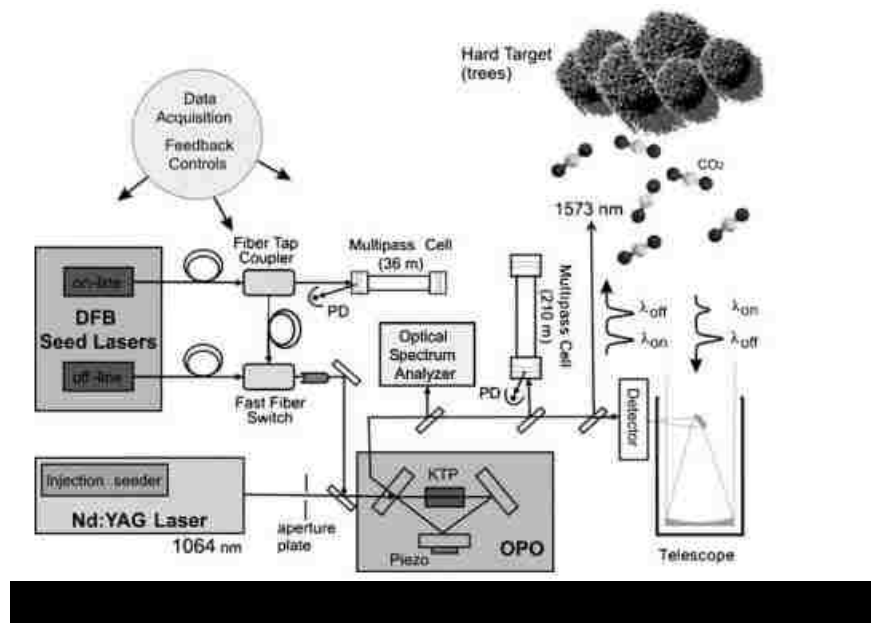 Hard Target
(trees)
Data
Acquisition
Feedback
Controls
CO2
1573 nm
Fiber Tap
Coupler
Multipass Cell
(36 m)
PD
on-line
DFB
Seed Lasers
off-line
Fast Fiber
Switch
Optical
Spectrum
Analyzer
Multipass Cell
(210 m)
PD
λoff
λon
λon
λoff
Detector
Injection seeder
Nd:YAG Laser
1064 nm
aperture
plate
KTP
Piezo
OPO
Telescope